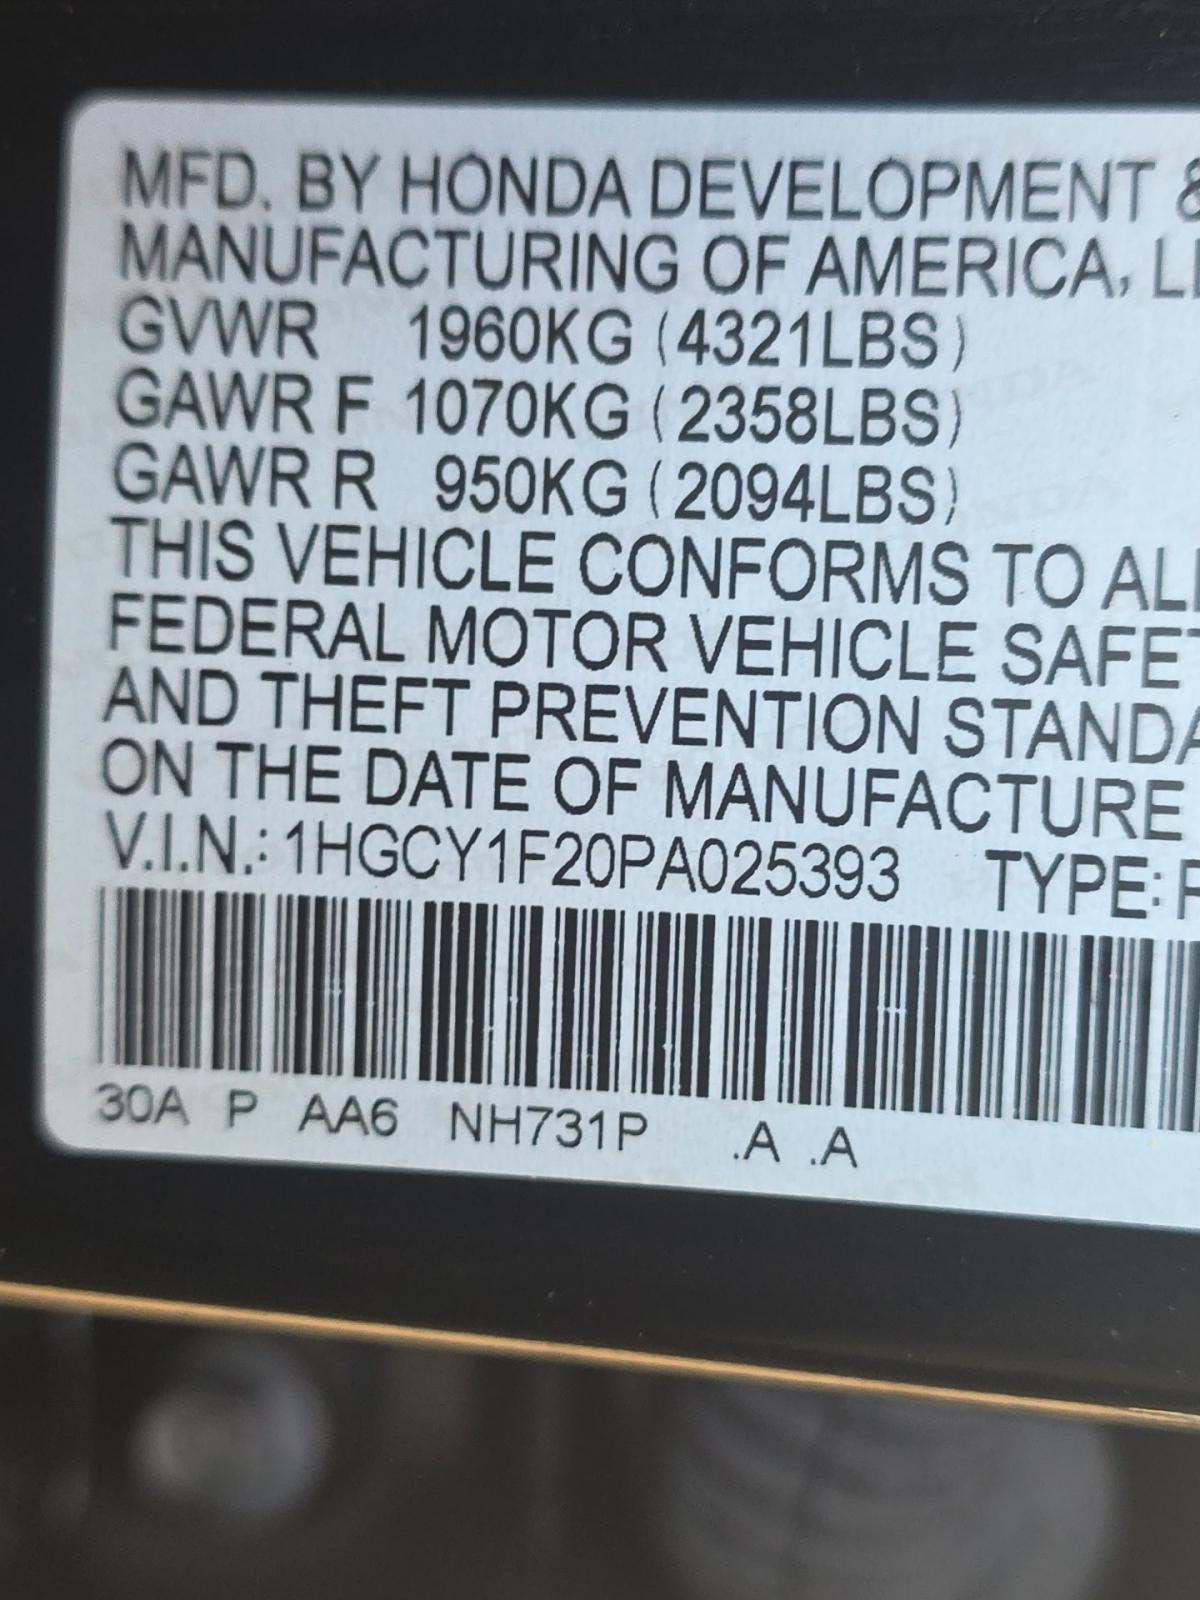 MFD. BY HONDA DEVELOPMENT &
MANUFACTURING OF AMERICA,
GVWR 1960KG (4321LBS)
GAWR F 1070KG (2358LBS)
GAWR R 950KG (2094LBS)
THIS VEHICLE CONFORMS TO
FEDERAL MOTOR VEHICLE
AND THEFT PREVENTION
ON THE DATE OF MANUFACTURE
V.I.N.: 1HGCY1F20PA025393 TYPE:
30A P AA6 NH731P .A .A